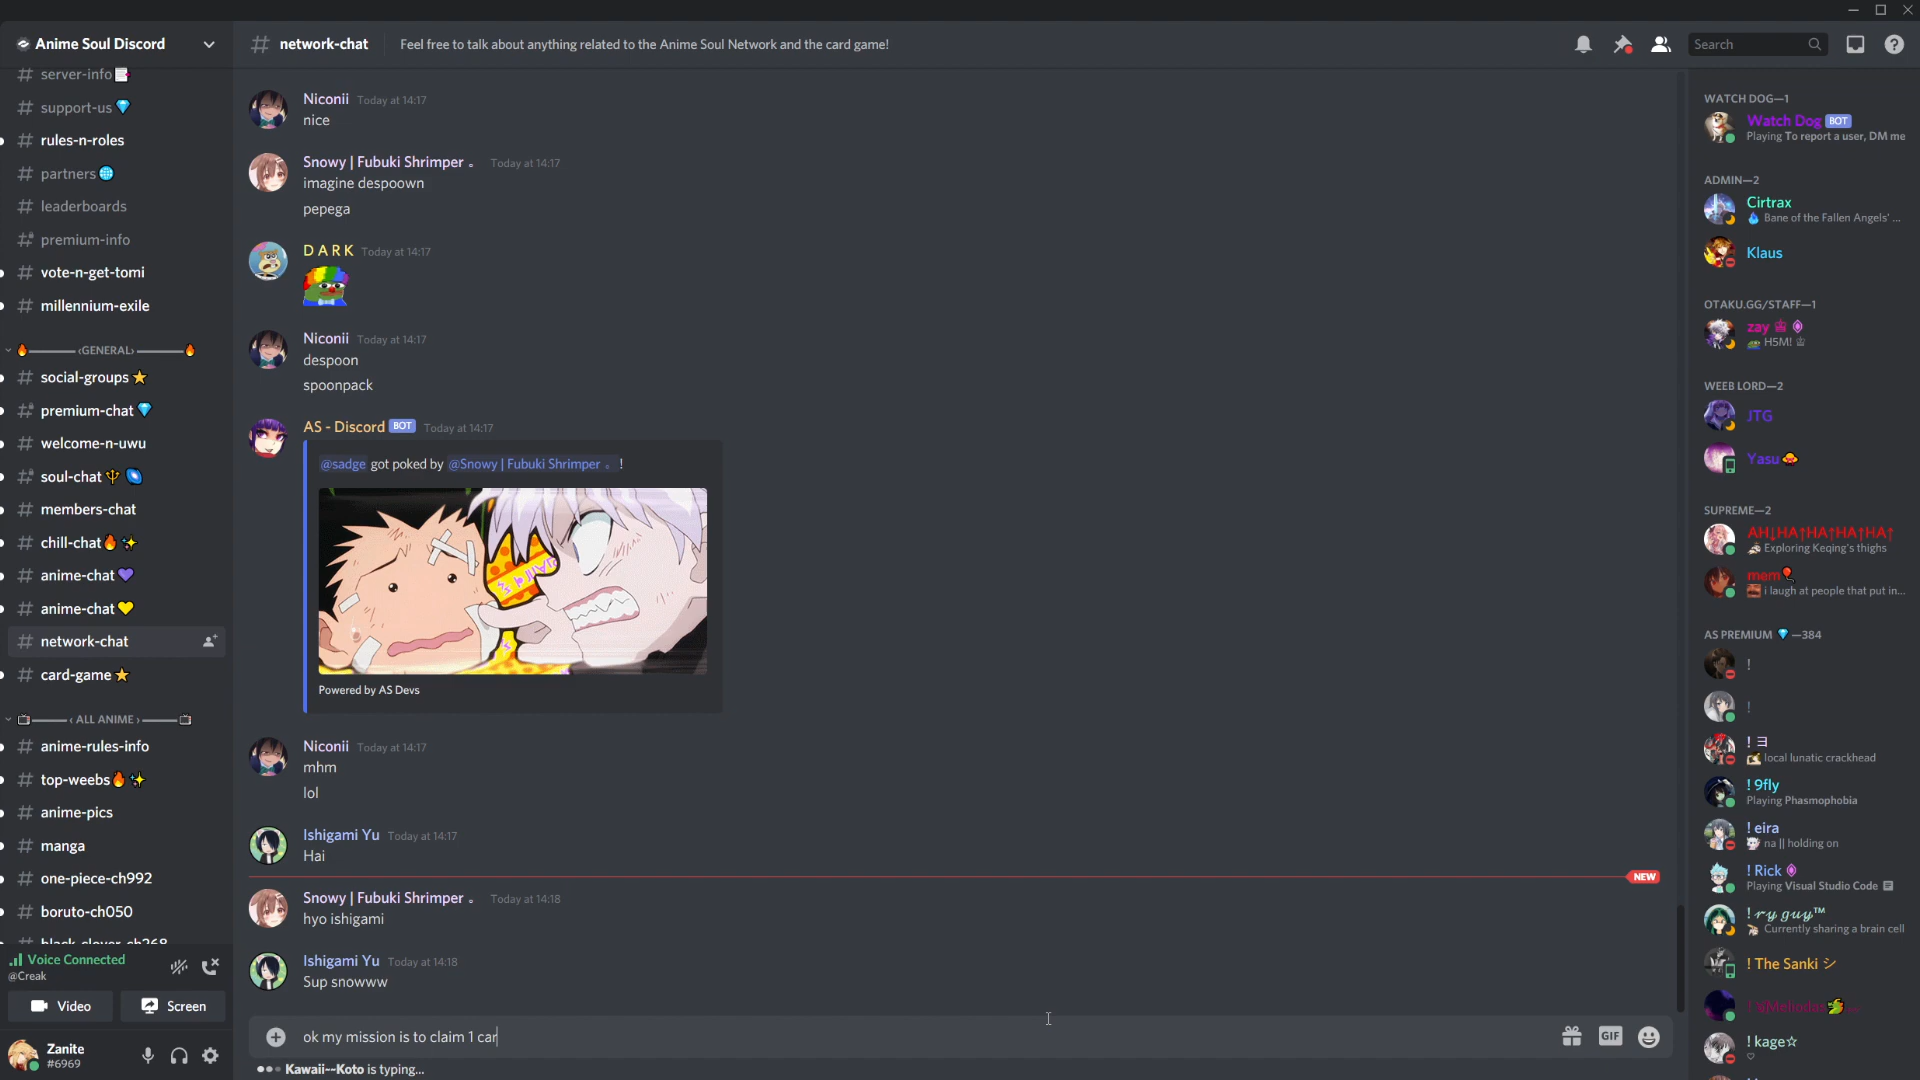 Anime Soul Discord
server-info
support-us
rules-n-roles
partners
leaderboards
premium-info
vote-n-get-tomi
millennium-exile
‹GENERAL›
social-groups
premium-chat
welcome-n-uwu
soul-chat
members-chat
chill-chat
anime-chat
anime-chat
network-chat
card-game
‹ ALL ANIME ›
anime-rules-info
top-weebs
anime-pics
manga
one-piece-ch992
boruto-ch050
black-clover-ch268
Voice Connected
@Creak
Video
Screen
Zanite
#6969
# network-chat
Feel free to talk about anything related to the Anime Soul Network and the card game!
Search
Niconii Today at 14:17
nice
Snowy | Fubuki Shrimper 。 Today at 14:17
imagine despoown
pepega
D A R K Today at 14:17
Niconii Today at 14:17
despoon
spoonpack
AS - Discord BOT Today at 14:17
@sadge got poked by @Snowy | Fubuki Shrimper 。 !
Powered by AS Devs
Niconii Today at 14:17
mhm
lol
Ishigami Yu Today at 14:17
Hai
NEW
Snowy | Fubuki Shrimper 。 Today at 14:18
hyo ishigami
Ishigami Yu Today at 14:18
Sup snowww
ok my mission is to claim 1 car
GIF
Kawaii~~Koto is typing...
WATCH DOG—1
Watch Dog BOT
Playing To report a user, DM me
ADMIN—2
Cirtrax
Bane of the Fallen Angels' ...
Klaus
OTAKU.GG/STAFF—1
zay
H5M!
WEEB LORD—2
JTG
Yasu
SUPREME—2
AH↓HA↑HA↑HA↑HA↑
Exploring Keqing's thighs
mem
i laugh at people that put in...
AS PREMIUM —384
!
!
! ヨ
local lunatic crackhead
! 9fly
Playing Phasmophobia
! eira
na || holding on
! Rick
Playing Visual Studio Code
! 𝓇𝓎 𝑔𝓊𝓎™
Currently sharing a brain cell
! The Sanki シ
! kage☆